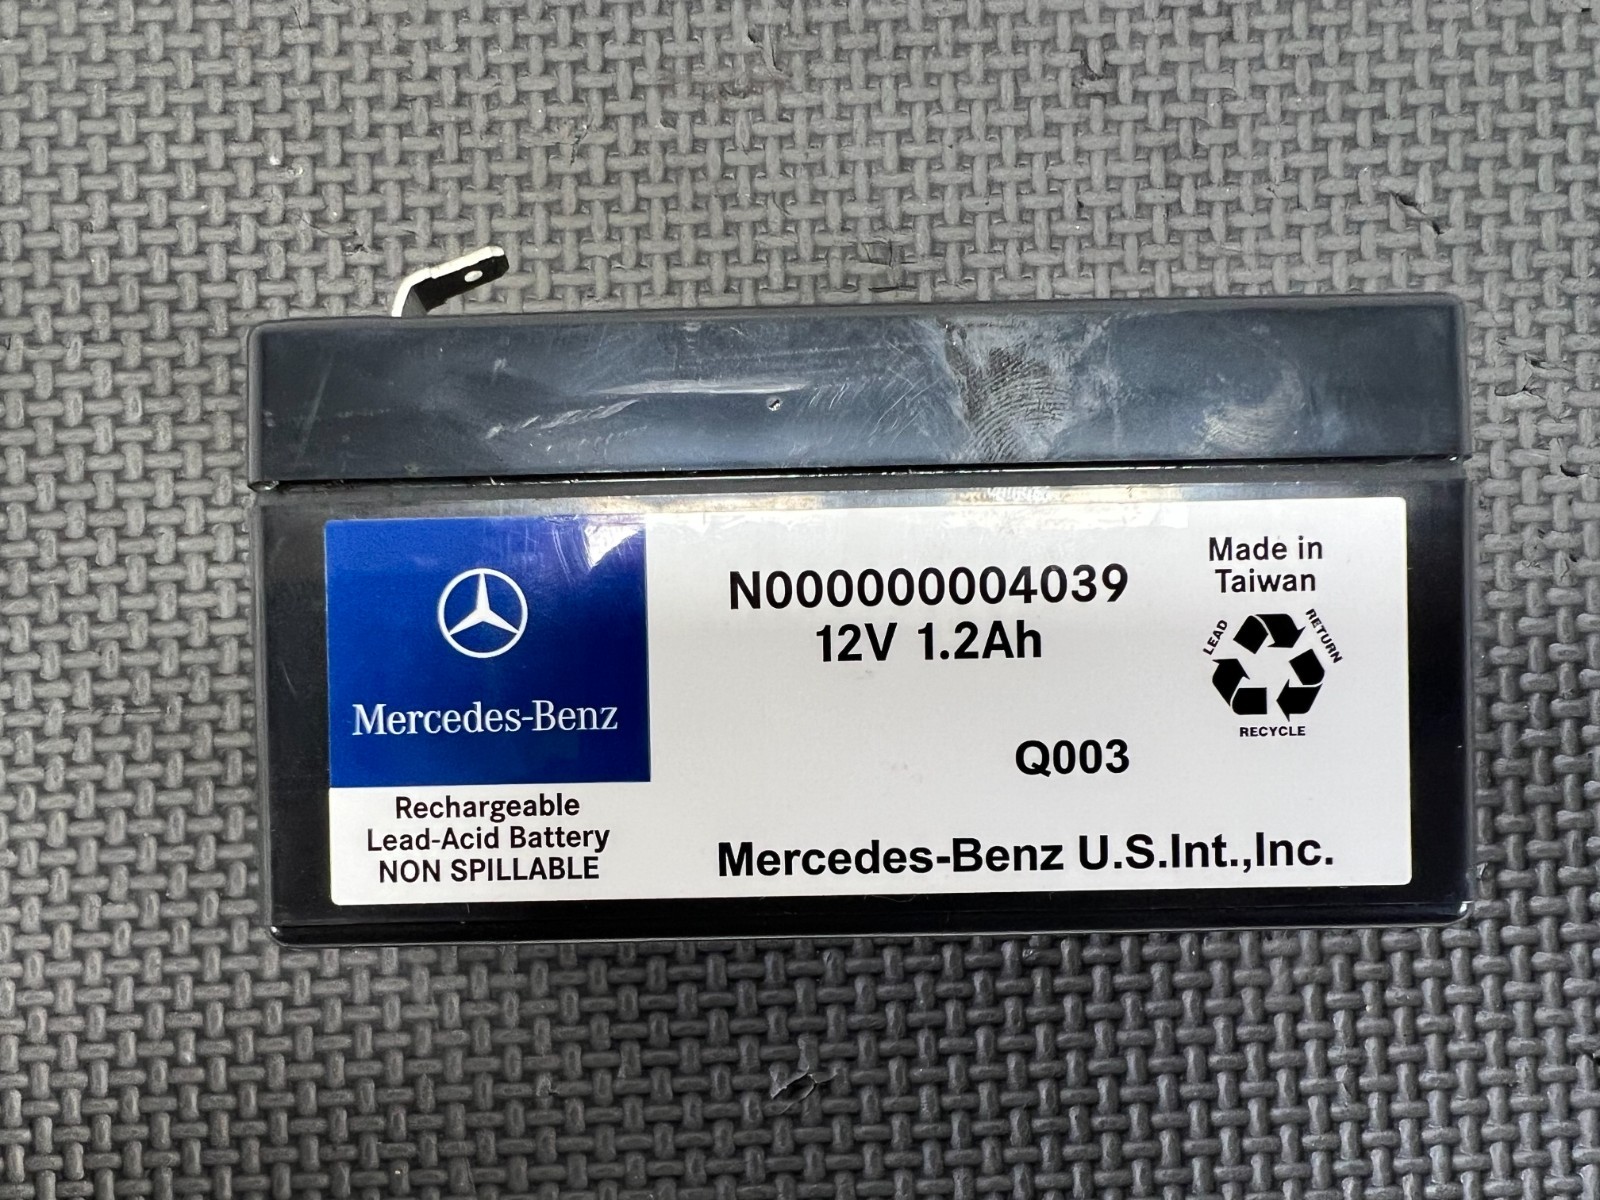 Mercedes-Benz
Rechargeable
Lead-Acid Battery
NON SPILLABLE
N000000004039
12V 1.2Ah
Q003
Mercedes-Benz U.S.Int.,Inc.
Made in
Taiwan
LEAD
RETURN
RECYCLE